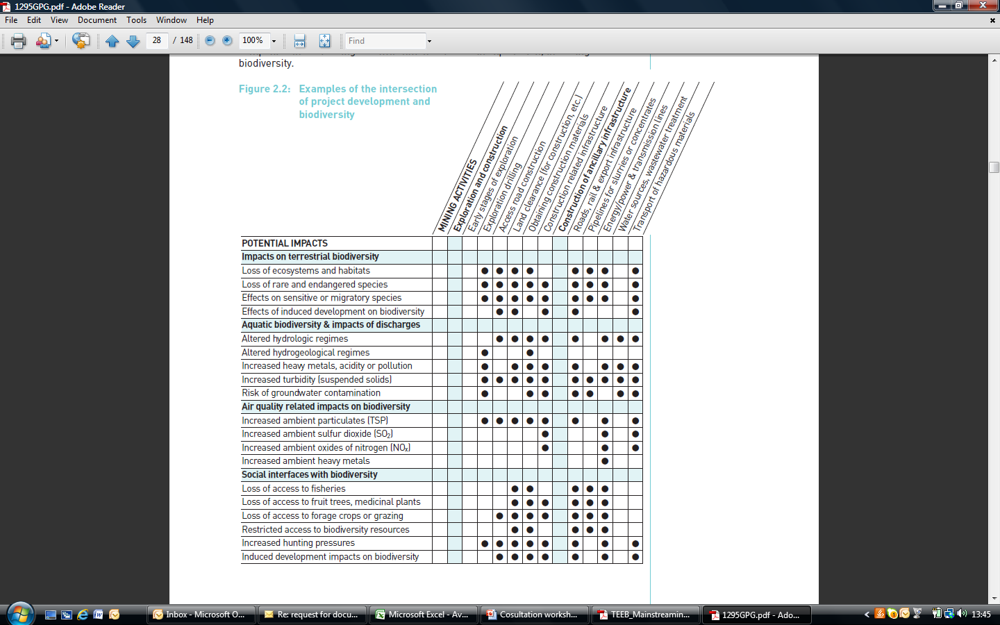 1295GPG.pdf - Adobe Reader
File Edit View Document Tools Window Help
28 / 148 100% Find
biodiversity.
Figure 2.2: Examples of the intersection
of project development and
biodiversity
MINING ACTIVITIES
Exploration and construction
Early stages of exploration
Exploration drilling
Access road construction
Land clearance (for construction, etc.)
Obtaining construction materials
Construction related infrastructure
Construction of ancillary infrastructure
Roads, rail & export infrastructure
Pipelines for slurries or concentrates
Energy/power & transmission lines
Water sources, wastewater treatment
Transport of hazardous materials
POTENTIAL IMPACTS
Impacts on terrestrial biodiversity
Loss of ecosystems and habitats
Loss of rare and endangered species
Effects on sensitive or migratory species
Effects of induced development on biodiversity
Aquatic biodiversity & impacts of discharges
Altered hydrologic regimes
Altered hydrogeological regimes
Increased heavy metals, acidity or pollution
Increased turbidity (suspended solids)
Risk of groundwater contamination
Air quality related impacts on biodiversity
Increased ambient particulates (TSP)
Increased ambient sulfur dioxide (SO₂)
Increased ambient oxides of nitrogen (NOₓ)
Increased ambient heavy metals
Social interfaces with biodiversity
Loss of access to fisheries
Loss of access to fruit trees, medicinal plants
Loss of access to forage crops or grazing
Restricted access to biodiversity resources
Increased hunting pressures
Induced development impacts on biodiversity
Inbox - Microsoft O... Re: request for docu... Microsoft Excel - Av... Cosultation worksh... TEEB_Mainstreamin... 1295GPG.pdf - Ado... 13:45